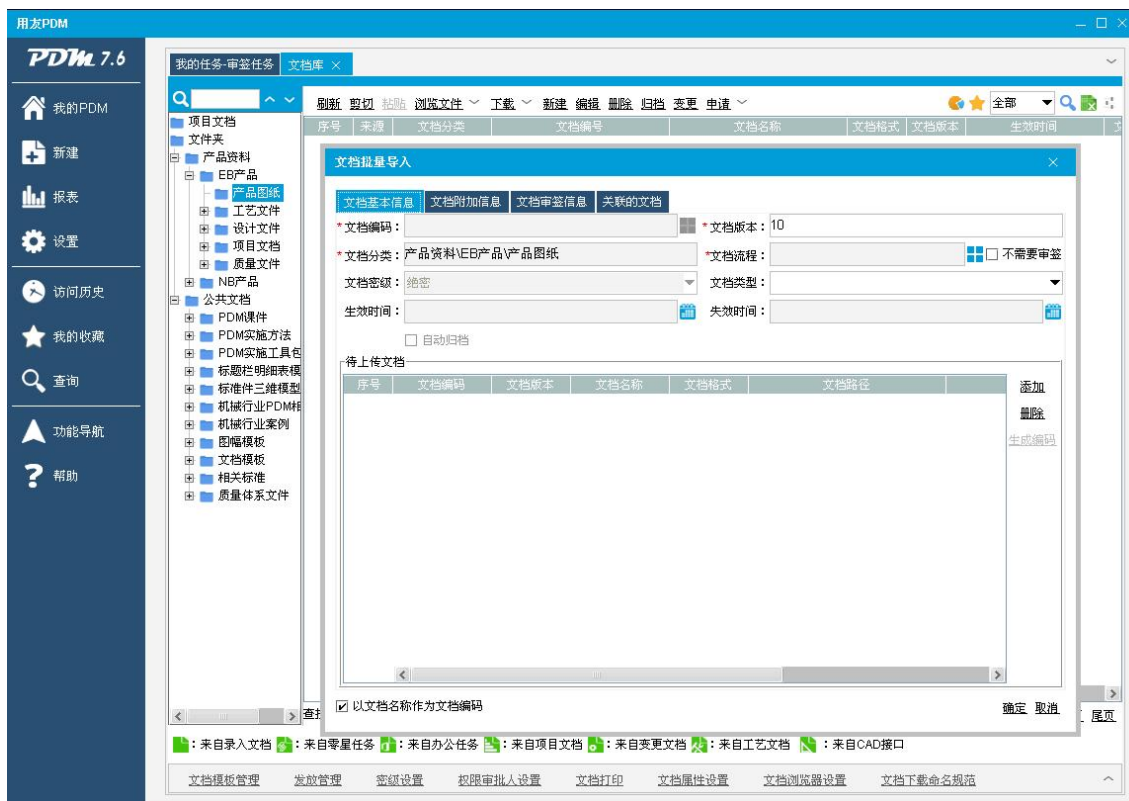 用友PDM
PDM 7.6
我的PDM
新建
报表
设置
访问历史
我的收藏
查询
功能导航
帮助
我的任务-审签任务 文档库
刷新 剪切 粘贴 浏览文件 下载 新建 编辑 删除 归档 变更 申请 全部
序号 来源 文档分类 文档编号 文档名称 文档格式 文档版本 生效时间
项目文档
文件夹
产品资料
EB产品
产品图纸
工艺文件
设计文件
项目文档
质量文件
NB产品
公共文档
PDM课件
PDM实施方法
PDM实施工具包
标题栏明细表模
标准件三维模型
机械行业PDM相
机械行业案例
图幅模板
文档模板
相关标准
质量体系文件
文档批量导入
文档基本信息 文档附加信息 文档审签信息 关联的文档
*文档编码： *文档版本：10
*文档分类：产品资料\EB产品\产品图纸 *文档流程： 不需要审签
文档密级：绝密 文档类型：
生效时间： 失效时间：
自动归档
待上传文档
序号 文档编码 文档版本 文档名称 文档格式 文档路径
添加
删除
生成编码
以文档名称作为文档编码 确定 取消
尾页
：来自录入文档 ：来自零星任务 ：来自办公任务 ：来自项目文档 ：来自变更文档 ：来自工艺文档 ：来自CAD接口
文档模板管理 发放管理 密级设置 权限审批人设置 文档打印 文档属性设置 文档浏览器设置 文档下载命名规范